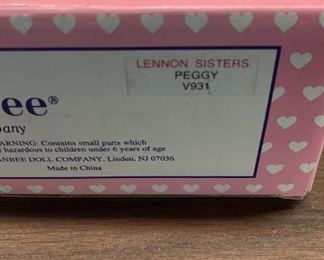 LENNON SISTERS
PEGGY
V931
ee®
pany
WARNING: Contains small parts which
e hazardous to children under 6 years of age
ANBEE DOLL COMPANY, Linden, NJ 07036
Made in China